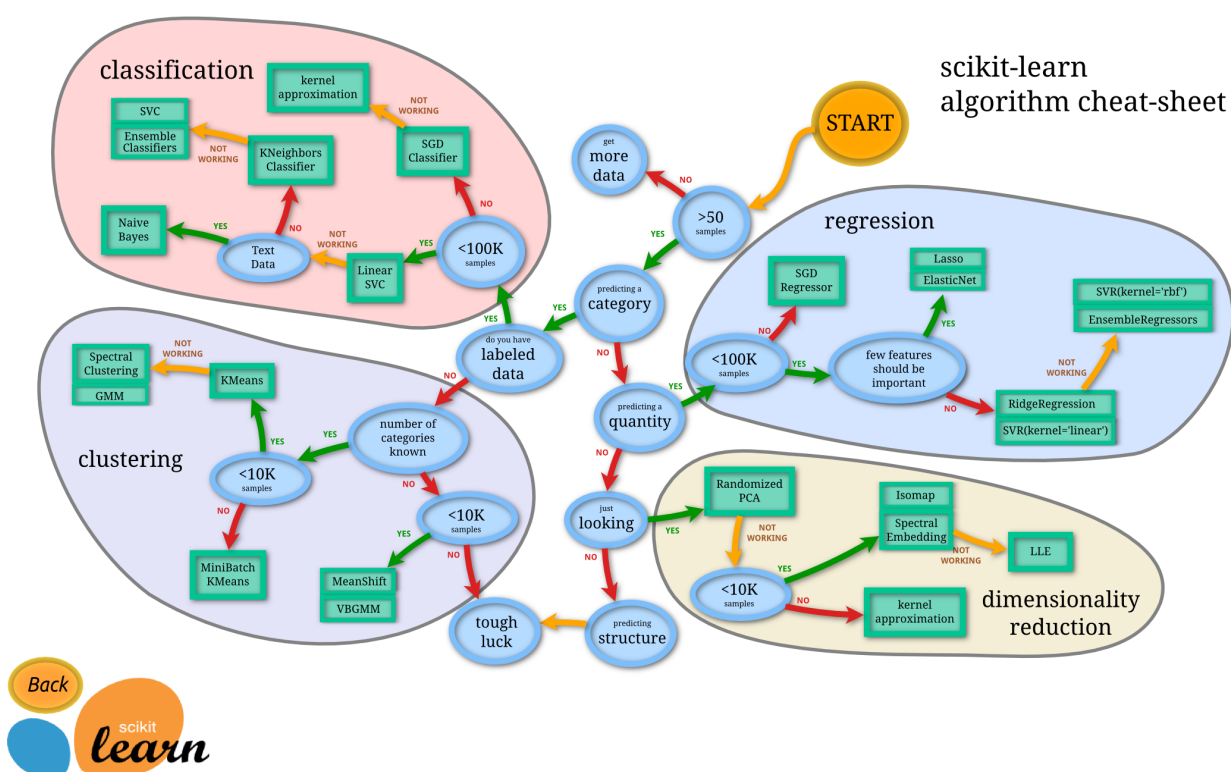 scikit-learn
algorithm cheat-sheet
START
classification
kernel
approximation
NOT
WORKING
SVC
Ensemble
Classifiers
NOT
WORKING
KNeighbors
Classifier
SGD
Classifier
NO
Naive
Bayes
YES
Text
Data
NO
NOT
WORKING
Linear
SVC
YES
<100K
samples
YES
get
more
data
NO
>50
samples
YES
predicting a
category
YES
NO
do you have
labeled
data
NO
predicting a
quantity
YES
NO
just
looking
YES
NO
predicting
structure
tough
luck
regression
SGD
Regressor
NO
<100K
samples
YES
Lasso
ElasticNet
YES
few features
should be
important
NO
SVR(kernel='rbf')
EnsembleRegressors
NOT
WORKING
RidgeRegression
SVR(kernel='linear')
clustering
Spectral
Clustering
GMM
NOT
WORKING
KMeans
YES
<10K
samples
YES
number of
categories
known
NO
NO
MiniBatch
KMeans
<10K
samples
YES
NO
MeanShift
VBGMM
dimensionality
reduction
Randomized
PCA
NOT
WORKING
<10K
samples
YES
NO
Isomap
Spectral
Embedding
NOT
WORKING
LLE
kernel
approximation
Back
scikit
learn